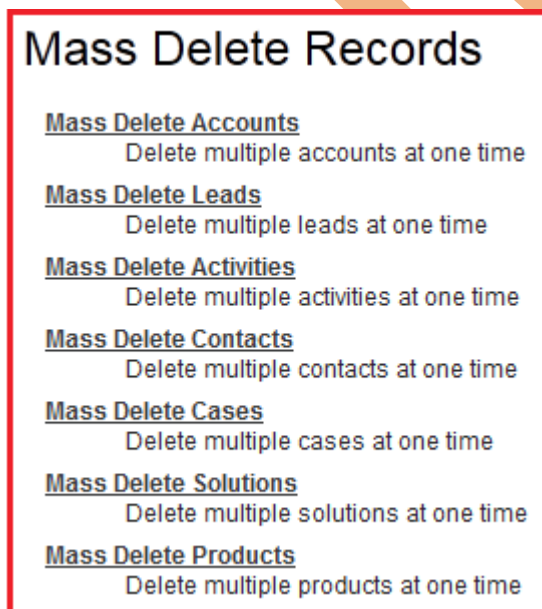 Mass Delete Records
Mass Delete Accounts
Delete multiple accounts at one time
Mass Delete Leads
Delete multiple leads at one time
Mass Delete Activities
Delete multiple activities at one time
Mass Delete Contacts
Delete multiple contacts at one time
Mass Delete Cases
Delete multiple cases at one time
Mass Delete Solutions
Delete multiple solutions at one time
Mass Delete Products
Delete multiple products at one time